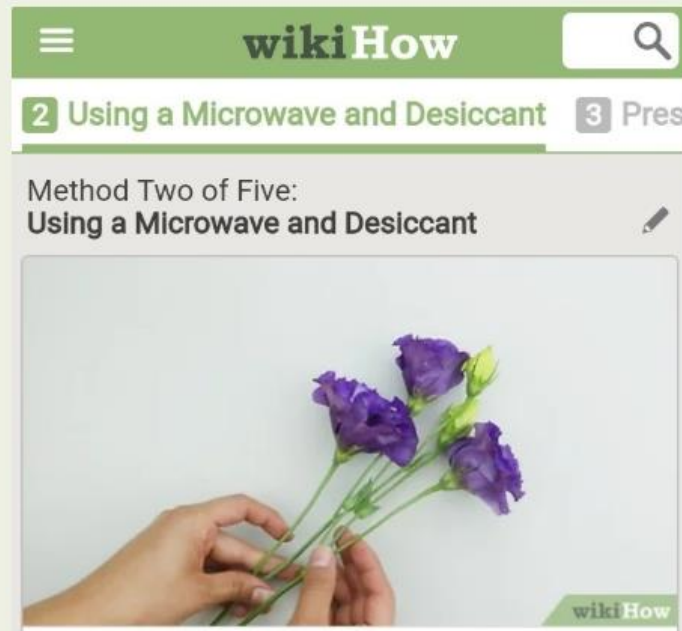 wikiHow
2 Using a Microwave and Desiccant 3 Pres
Method Two of Five:
Using a Microwave and Desiccant
wikiHow